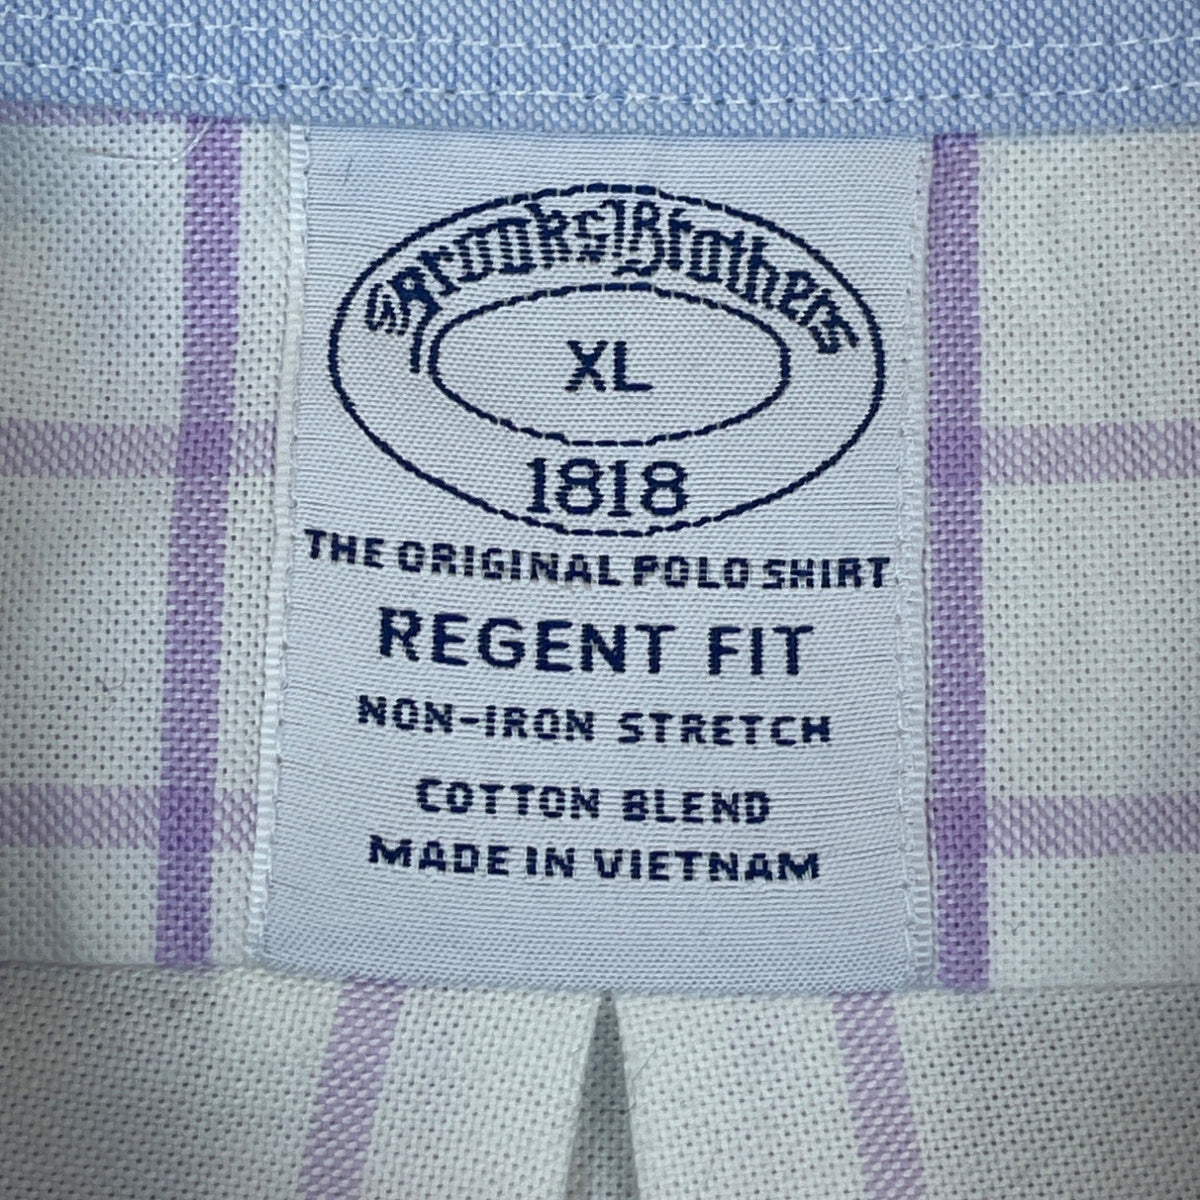 Brooks Brothers
XL
1818
THE ORIGINAL POLO SHIRT
REGENT FIT
NON-IRON STRETCH
COTTON BLEND
MADE IN VIETNAM